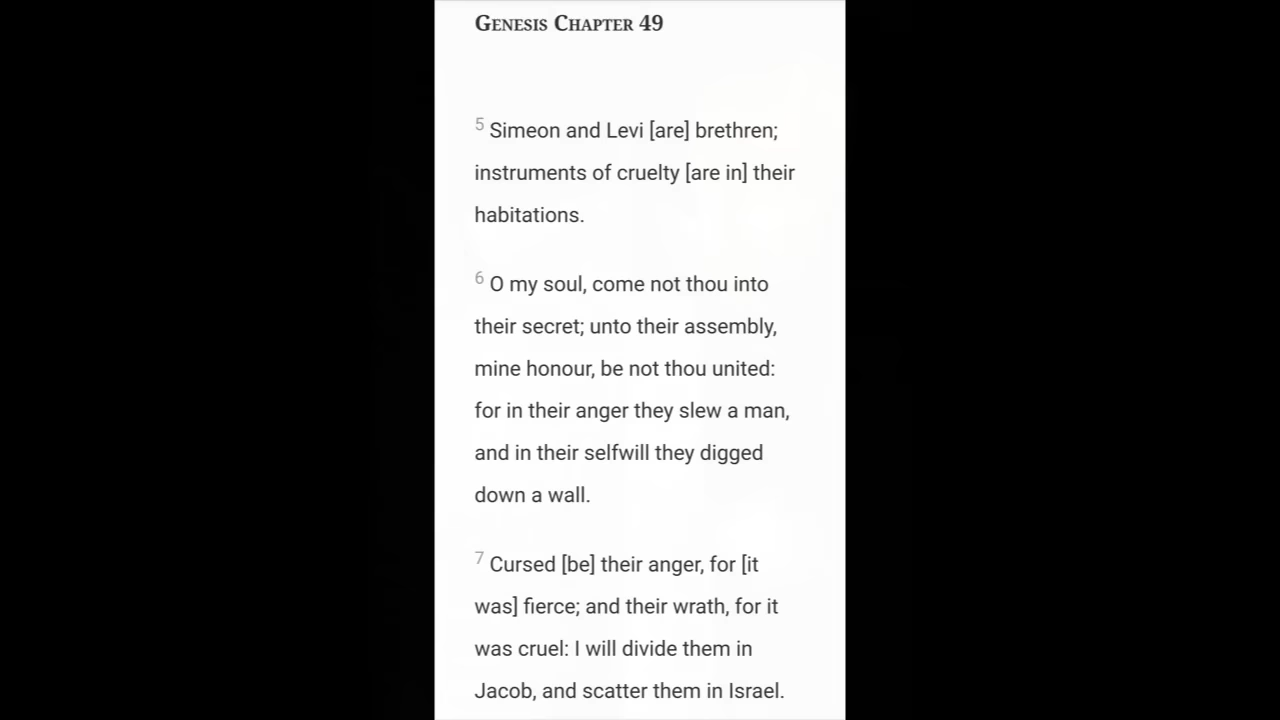 Genesis Chapter 49
5 Simeon and Levi [are] brethren;
instruments of cruelty [are in] their
habitations.
6 O my soul, come not thou into
their secret; unto their assembly,
mine honour, be not thou united:
for in their anger they slew a man,
and in their selfwill they digged
down a wall.
7 Cursed [be] their anger, for [it
was] fierce; and their wrath, for it
was cruel: I will divide them in
Jacob, and scatter them in Israel.